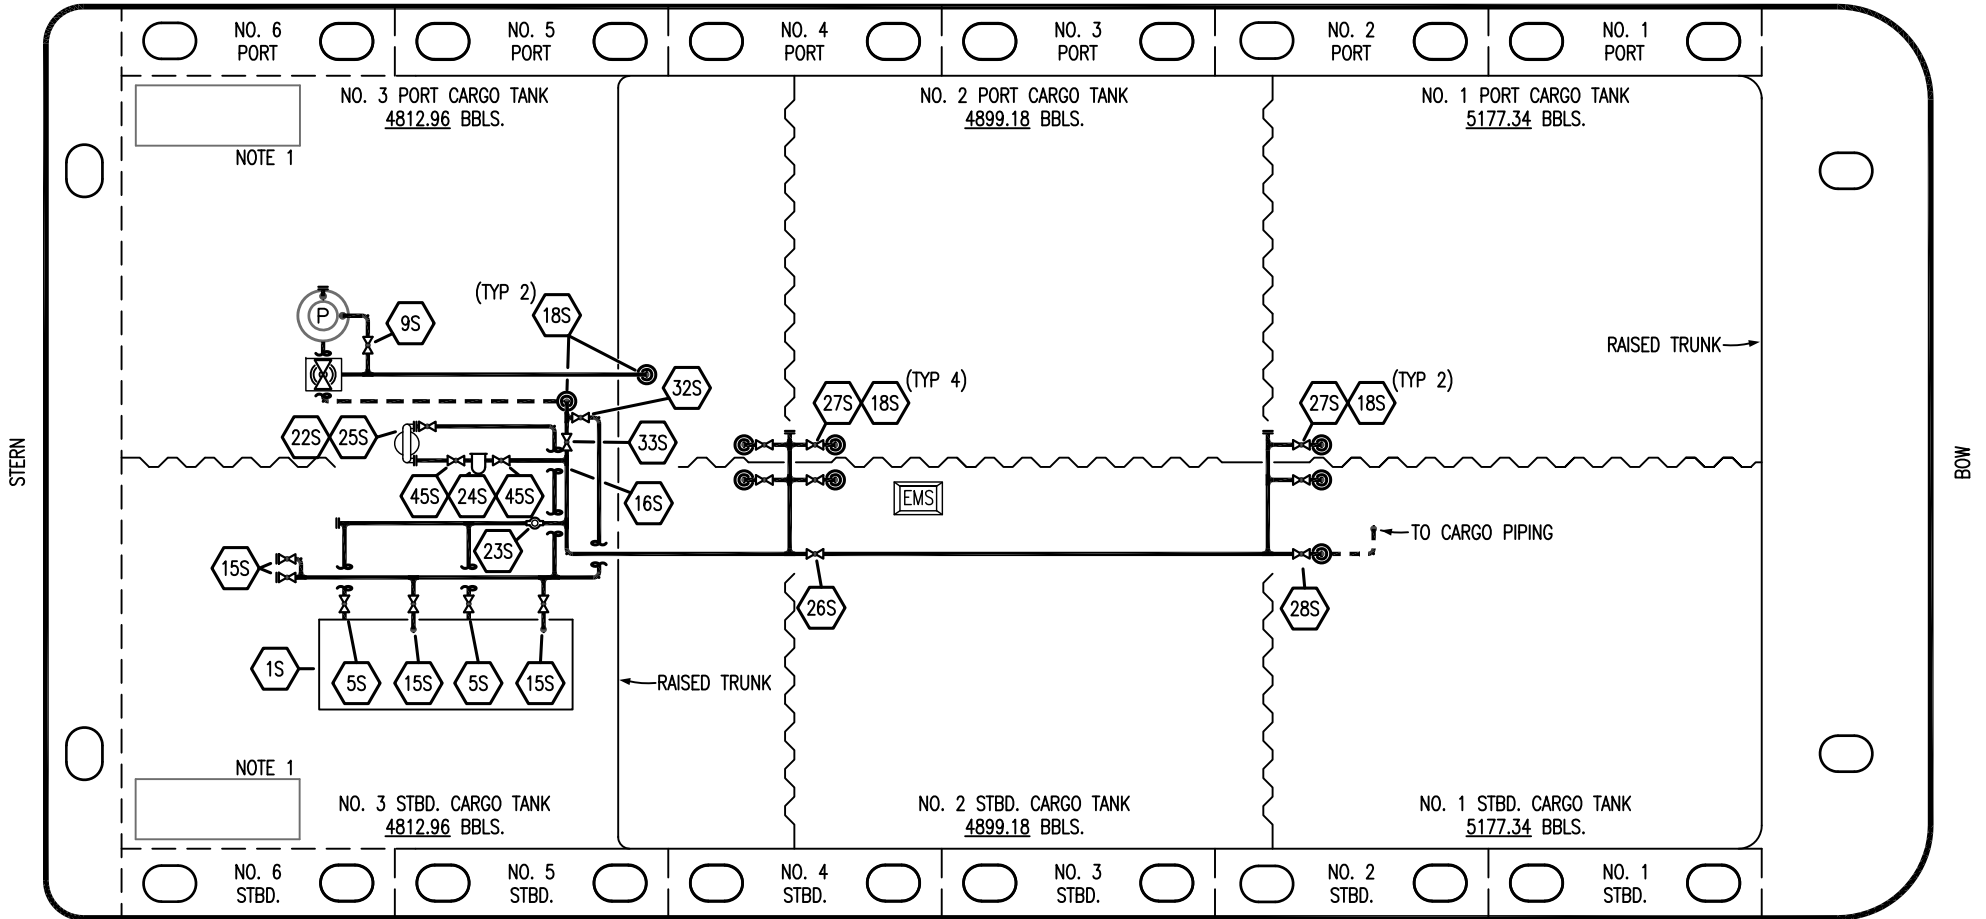 NO. 6
PORT
NO. 5
PORT
NO. 4
PORT
NO. 3
PORT
NO. 2
PORT
NO. 1
PORT
NO. 3 PORT CARGO TANK
4812.96 BBLS.
NO. 2 PORT CARGO TANK
4899.18 BBLS.
NO. 1 PORT CARGO TANK
5177.34 BBLS.
NOTE 1
(TYP 2)
18S
P
9S
RAISED TRUNK
32S
27S
18S
(TYP 4)
27S
18S
(TYP 2)
22S
25S
33S
STERN
BOW
45S
24S
45S
16S
EMS
23S
TO CARGO PIPING
15S
26S
28S
1S
5S
15S
5S
15S
RAISED TRUNK
NOTE 1
NO. 3 STBD. CARGO TANK
4812.96 BBLS.
NO. 2 STBD. CARGO TANK
4899.18 BBLS.
NO. 1 STBD. CARGO TANK
5177.34 BBLS.
NO. 6
STBD.
NO. 5
STBD.
NO. 4
STBD.
NO. 3
STBD.
NO. 2
STBD.
NO. 1
STBD.